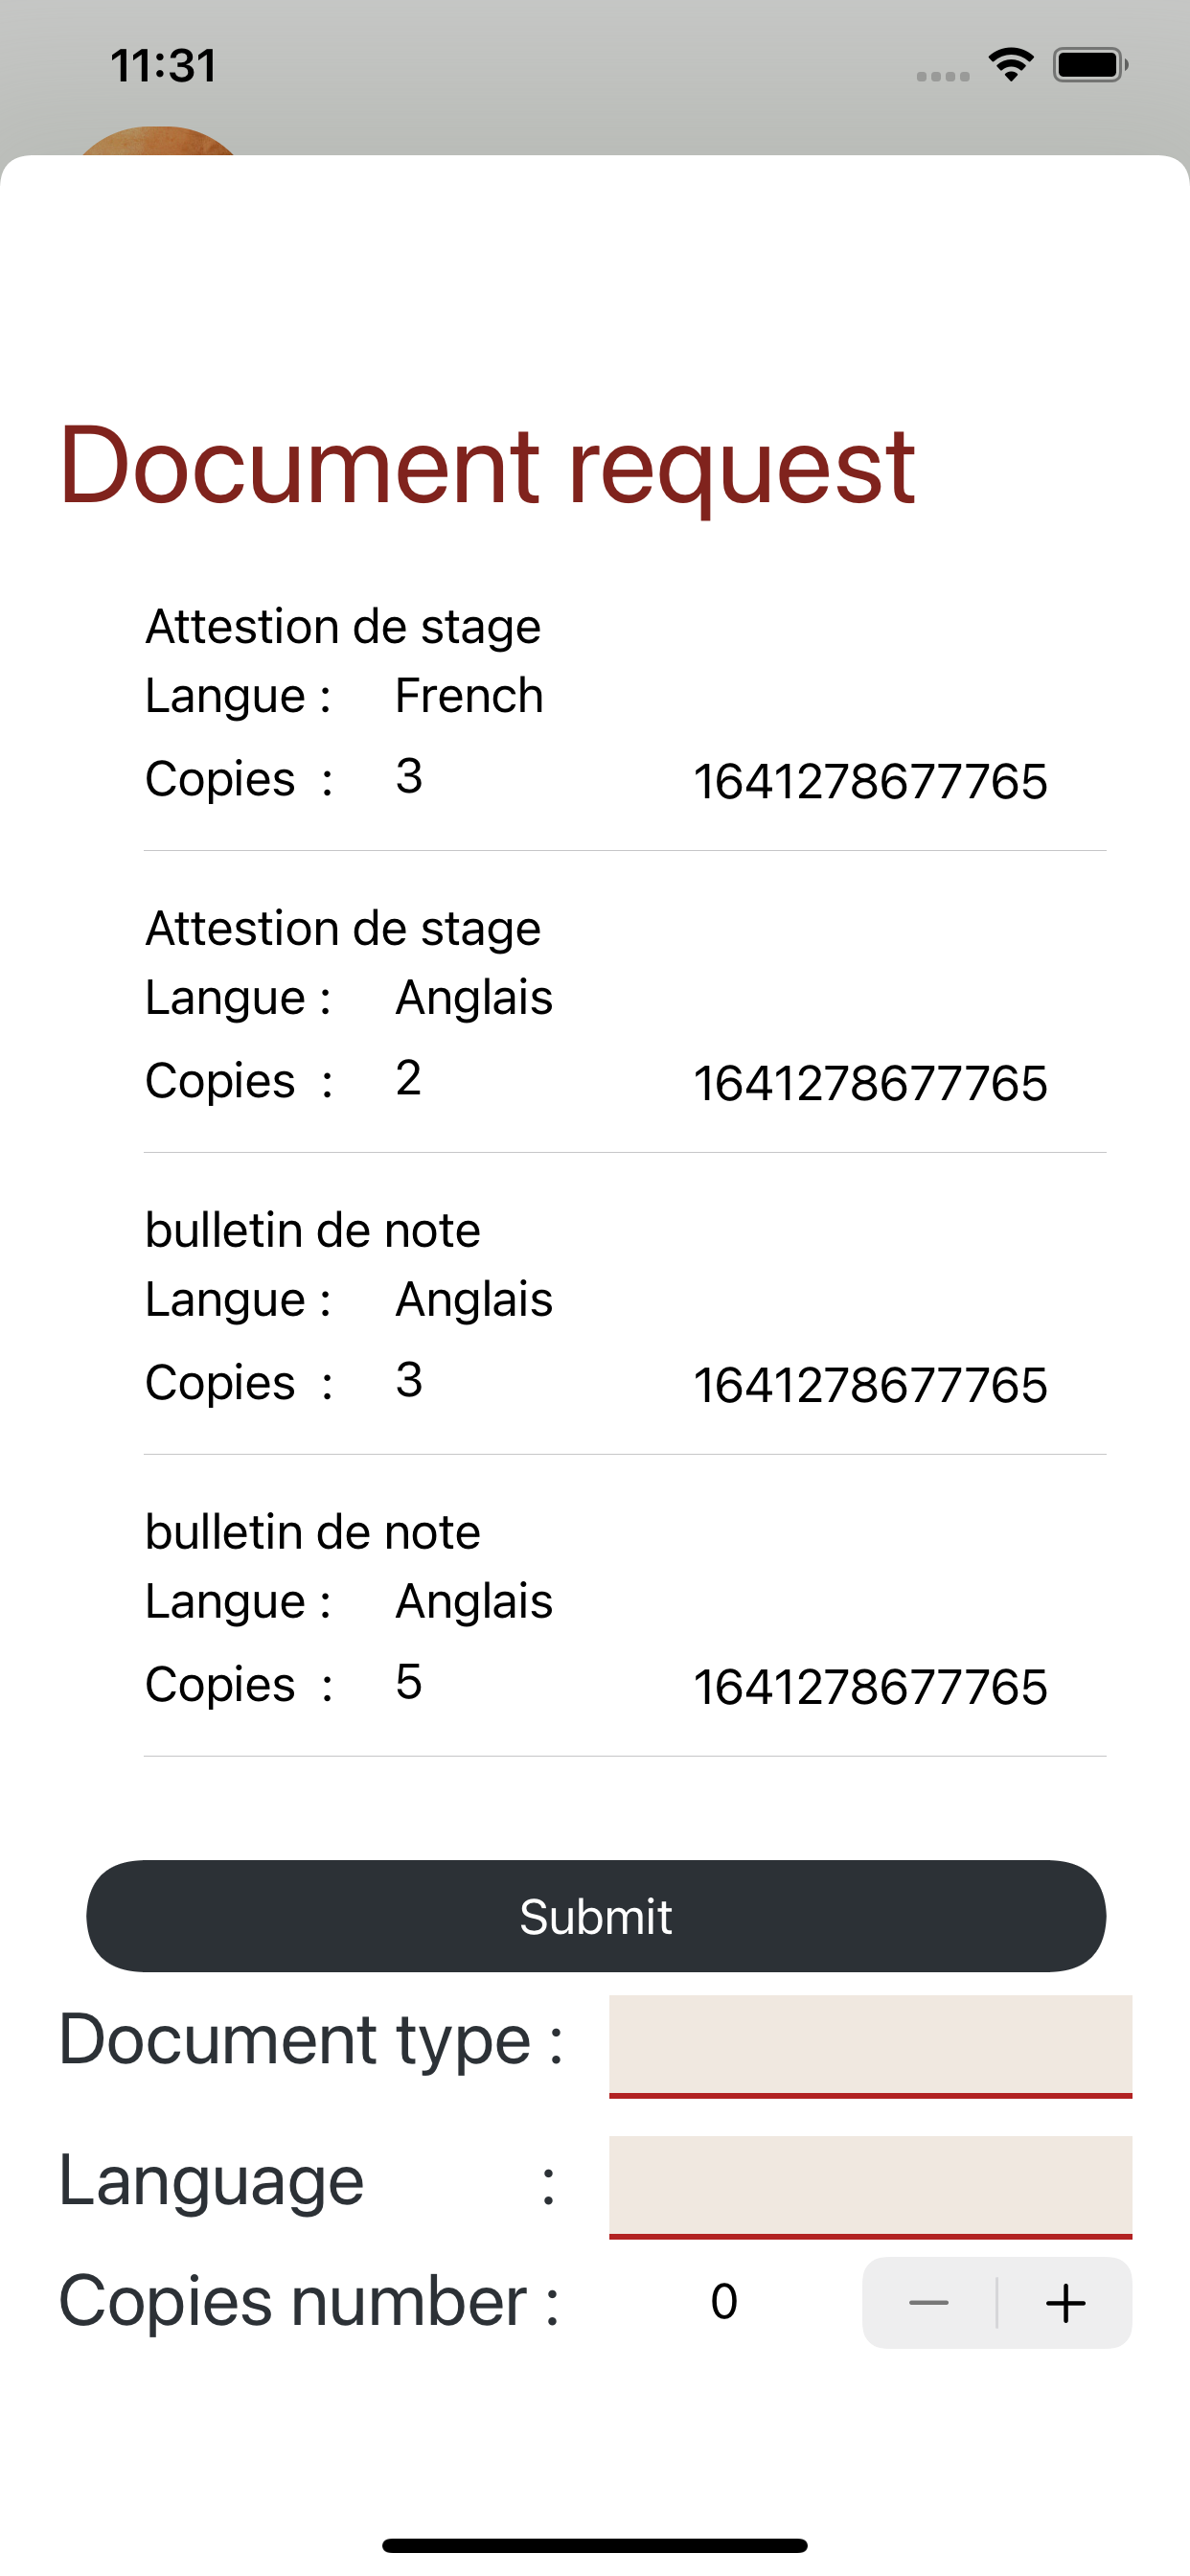 11:31
Document request
Attestion de stage
Langue : French
Copies : 3 1641278677765
Attestion de stage
Langue : Anglais
Copies : 2 1641278677765
bulletin de note
Langue : Anglais
Copies : 3 1641278677765
bulletin de note
Langue : Anglais
Copies : 5 1641278677765
Submit
Document type :
Language :
Copies number : 0 − +